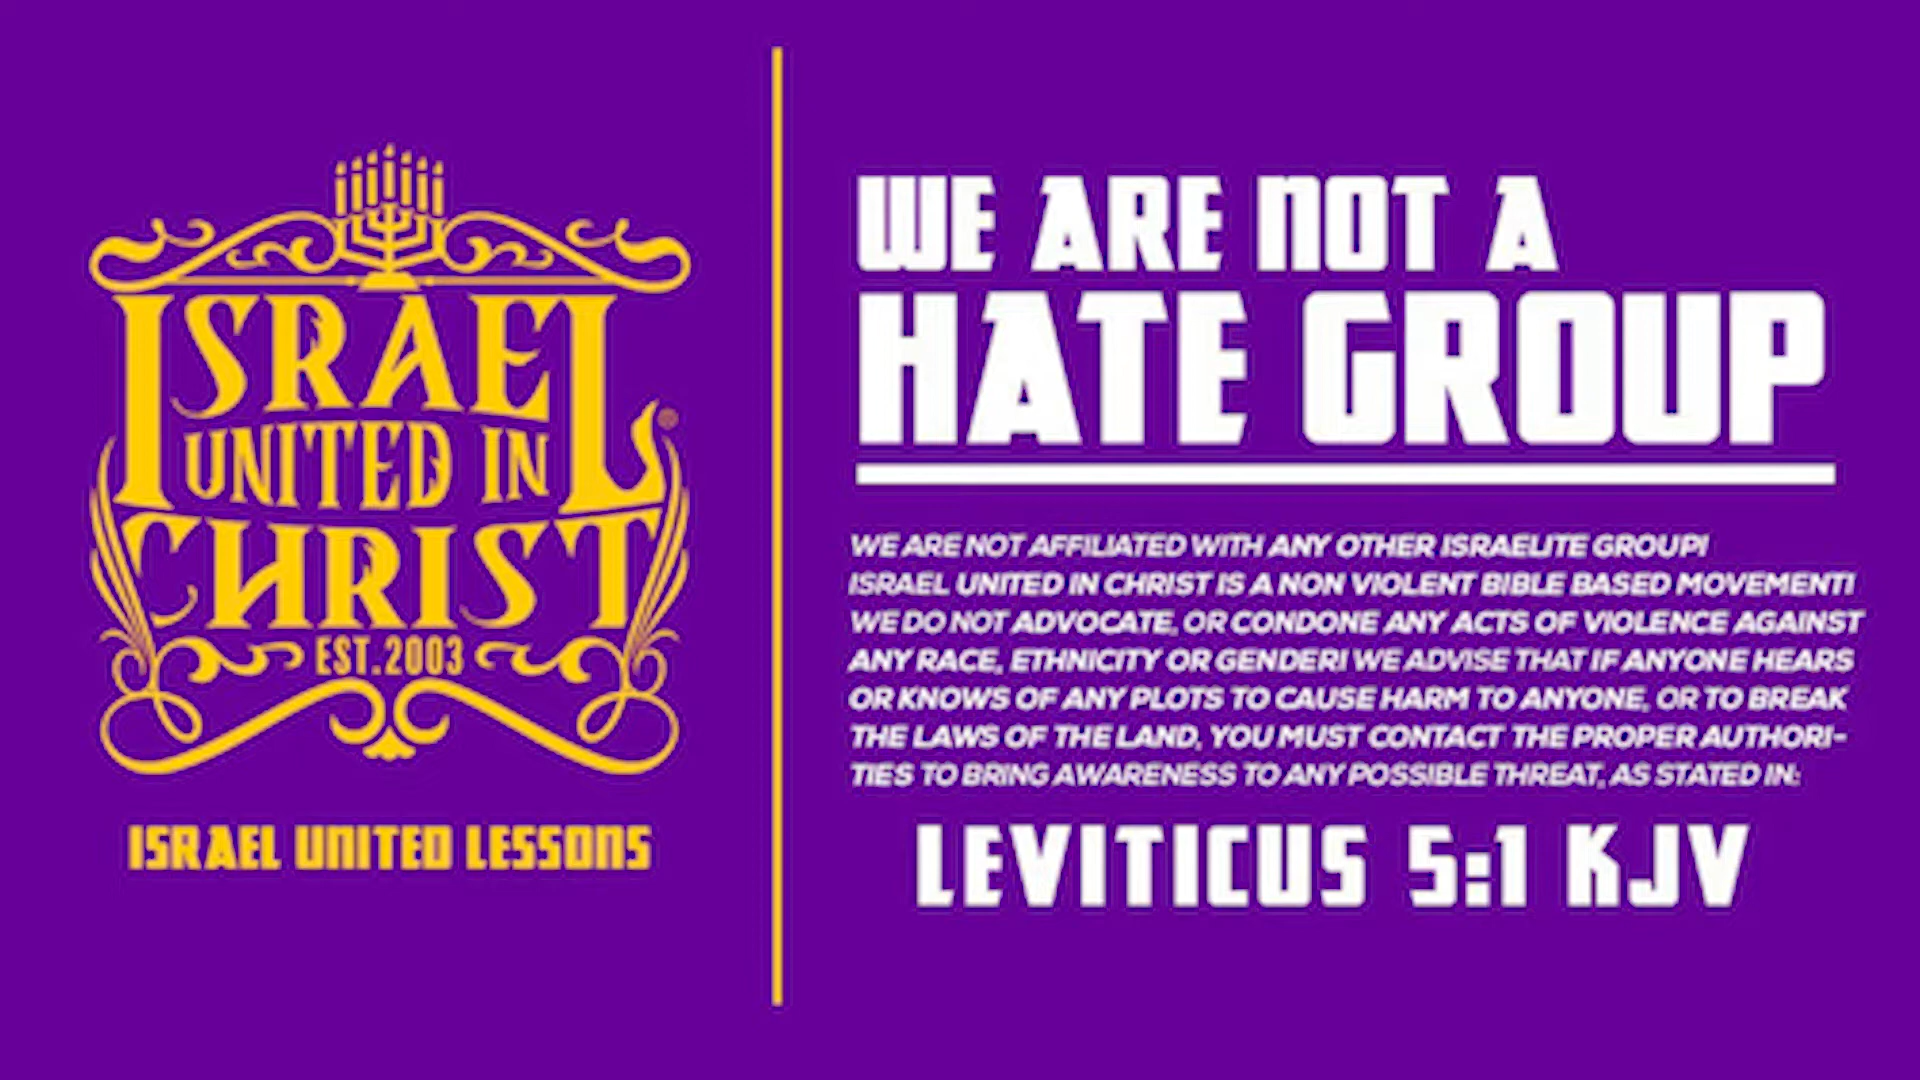 ISRAEL
UNITED IN
CHRIST
®
EST.2003
ISRAEL UNITED LESSONS
WE ARE NOT A
HATE GROUP
WE ARE NOT AFFILIATED WITH ANY OTHER ISRAELITE GROUP!
ISRAEL UNITED IN CHRIST IS A NON VIOLENT BIBLE BASED MOVEMENT!
WE DO NOT ADVOCATE, OR CONDONE ANY ACTS OF VIOLENCE AGAINST
ANY RACE, ETHNICITY OR GENDER! WE ADVISE THAT IF ANYONE HEARS
OR KNOWS OF ANY PLOTS TO CAUSE HARM TO ANYONE, OR TO BREAK
THE LAWS OF THE LAND, YOU MUST CONTACT THE PROPER AUTHORI-
TIES TO BRING AWARENESS TO ANY POSSIBLE THREAT, AS STATED IN:
LEVITICUS 5:1 KJV